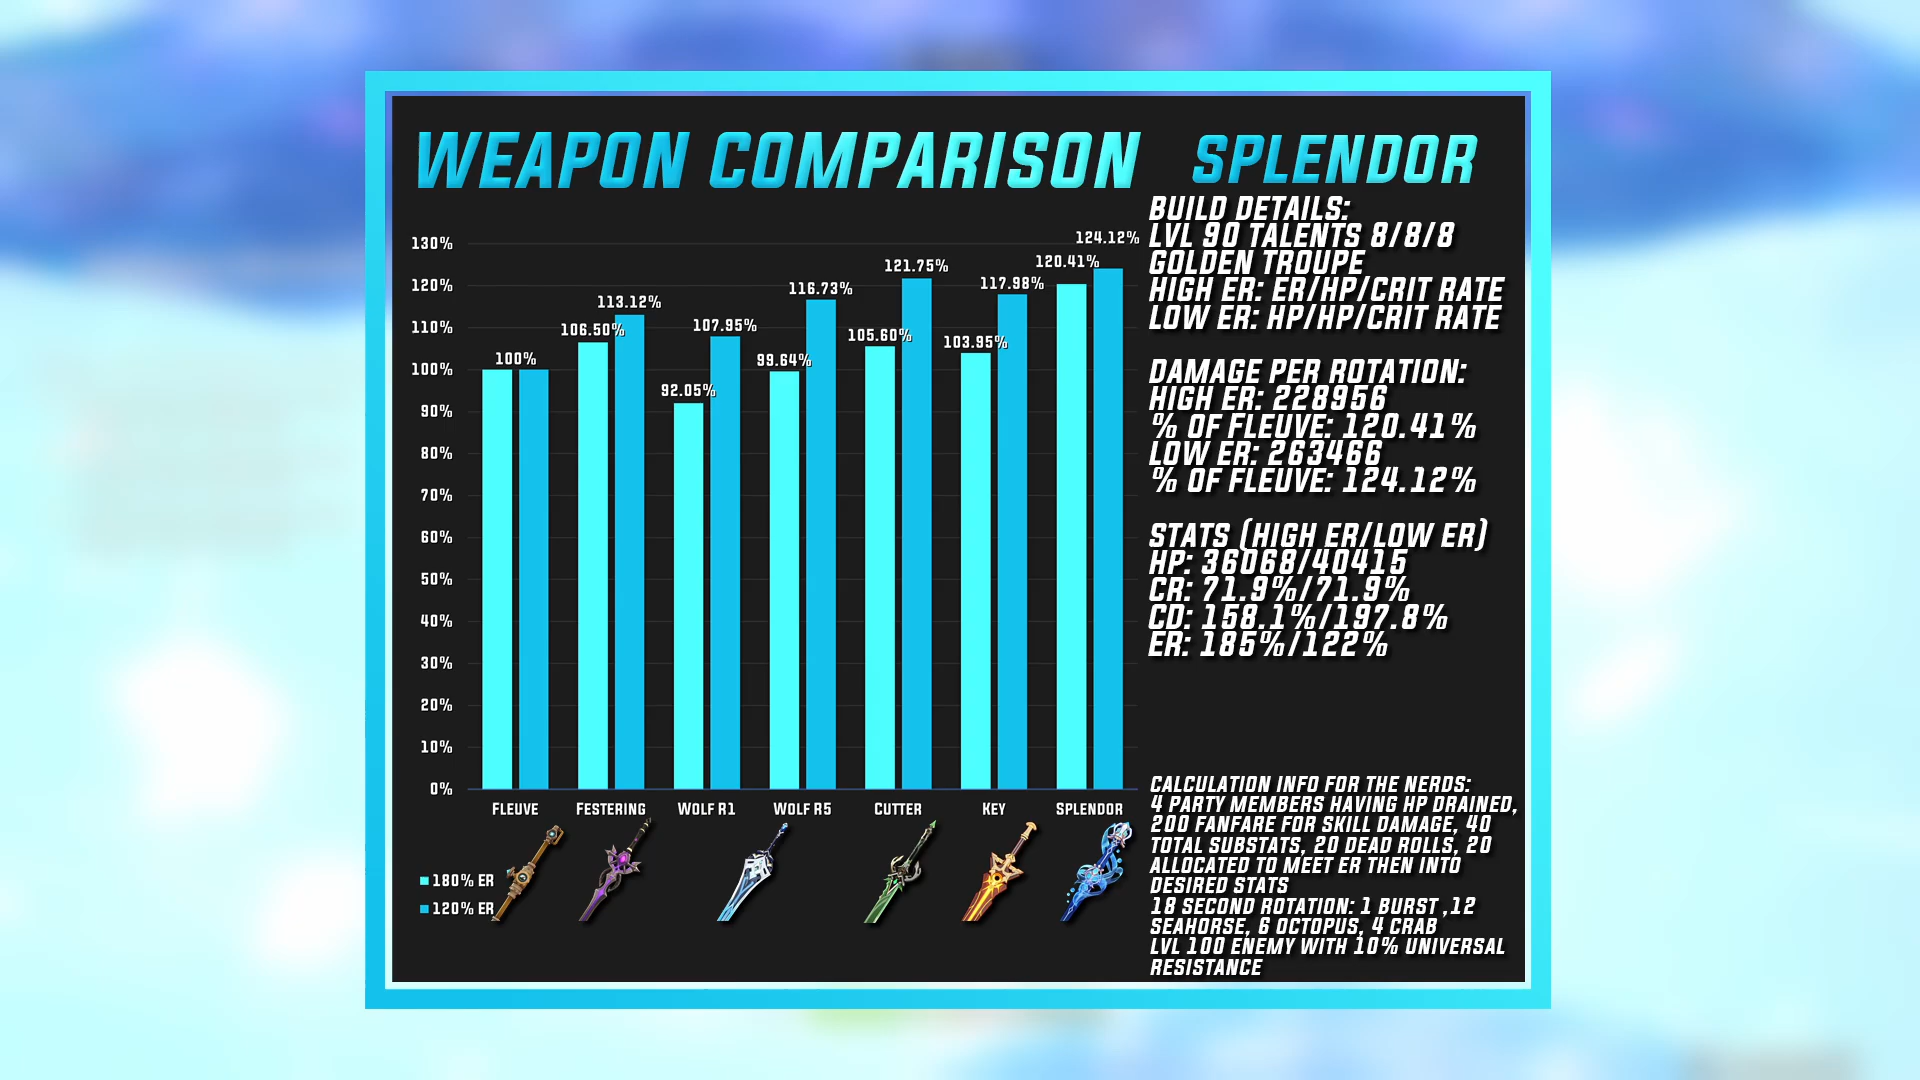 WEAPON COMPARISON
130%
120%
110%
100%
90%
80%
70%
60%
50%
40%
30%
20%
10%
0%
100%
106.50%
113.12%
92.05%
107.95%
99.64%
116.73%
105.60%
121.75%
103.95%
117.98%
120.41%
124.12%
FLEUVE
FESTERING
WOLF R1
WOLF R5
CUTTER
KEY
SPLENDOR
180% ER
120% ER
SPLENDOR
BUILD DETAILS:
LVL 90 TALENTS 8/8/8
GOLDEN TROUPE
HIGH ER: ER/HP/CRIT RATE
LOW ER: HP/HP/CRIT RATE
DAMAGE PER ROTATION:
HIGH ER: 228956
% OF FLEUVE: 120.41%
LOW ER: 263466
% OF FLEUVE: 124.12%
STATS (HIGH ER/LOW ER)
HP: 36068/40415
CR: 71.9%/71.9%
CD: 158.1%/197.8%
ER: 185%/122%
CALCULATION INFO FOR THE NERDS:
4 PARTY MEMBERS HAVING HP DRAINED,
200 FANFARE FOR SKILL DAMAGE, 40
TOTAL SUBSTATS, 20 DEAD ROLLS, 20
ALLOCATED TO MEET ER THEN INTO
DESIRED STATS
18 SECOND ROTATION: 1 BURST ,12
SEAHORSE, 6 OCTOPUS, 4 CRAB
LVL 100 ENEMY WITH 10% UNIVERSAL
RESISTANCE